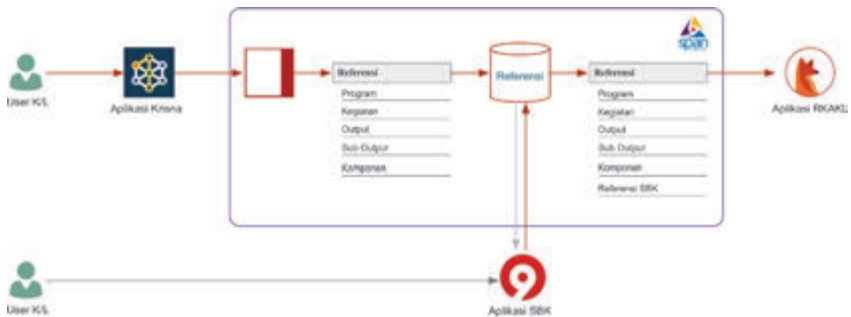 span
User K/L
Aplikasi Krisna
Referensi
Program
Kegiatan
Output
Sub-Output
Komponen
Referensi
Referensi
Program
Kegiatan
Output
Sub Output
Komponen
Referensi SBK
Aplikasi RKAKL
User K/L
Aplikasi SBK